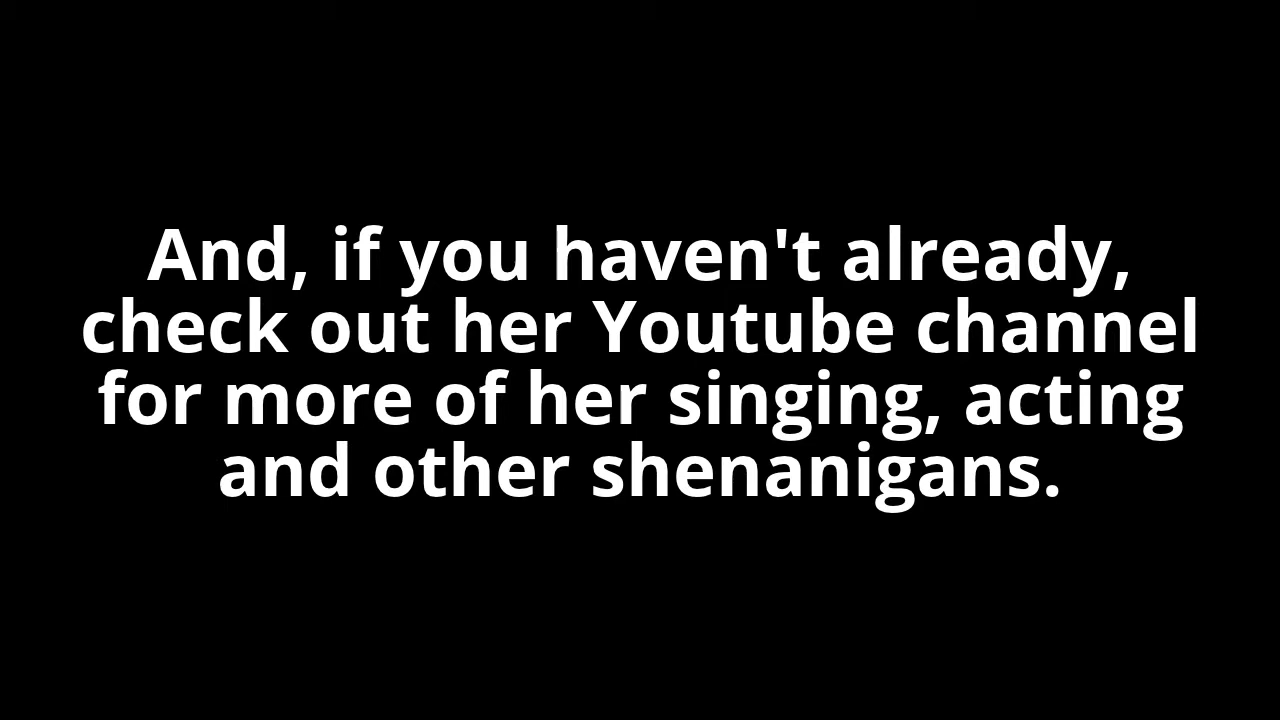 And, if you haven't already,
check out her Youtube channel
for more of her singing, acting
and other shenanigans.